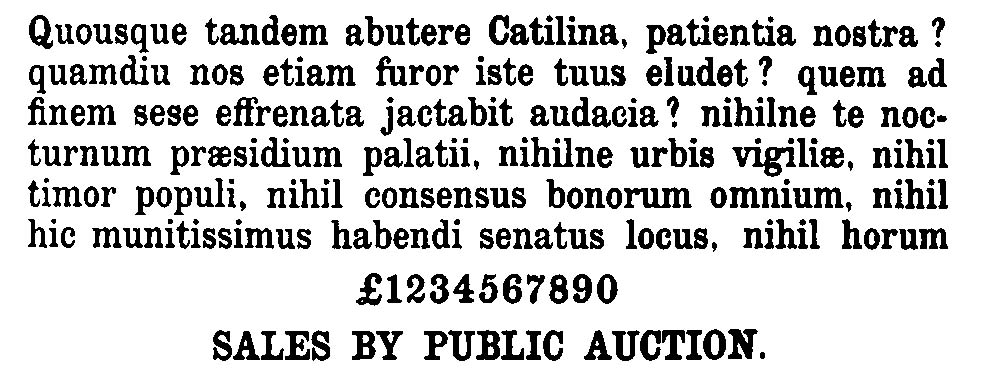 Quousque tandem abutere Catilina, patientia nostra ?
quamdiu nos etiam furor iste tuus eludet ? quem ad
finem sese effrenata jactabit audacia ? nihilne te noc-
turnum præsidium palatii, nihilne urbis vigiliæ, nihil
timor populi, nihil consensus bonorum omnium, nihil
hic munitissimus habendi senatus locus, nihil horum
£1234567890
SALES BY PUBLIC AUCTION.